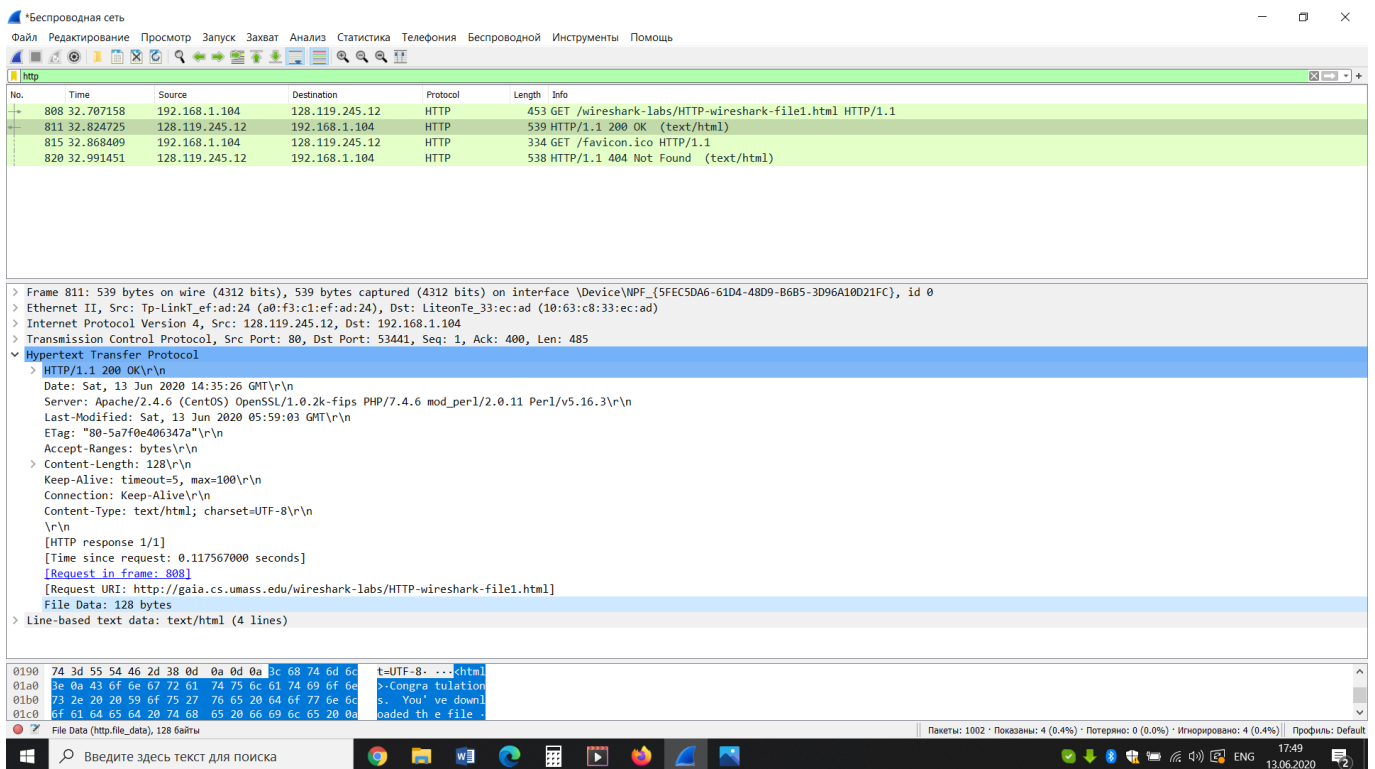 *Беспроводная сеть
Файл Редактирование Просмотр Запуск Захват Анализ Статистика Телефония Беспроводной Инструменты Помощь
http
No. Time Source Destination Protocol Length Info
808 32.707158 192.168.1.104 128.119.245.12 HTTP 453 GET /wireshark-labs/HTTP-wireshark-file1.html HTTP/1.1
811 32.824725 128.119.245.12 192.168.1.104 HTTP 539 HTTP/1.1 200 OK (text/html)
815 32.868409 192.168.1.104 128.119.245.12 HTTP 334 GET /favicon.ico HTTP/1.1
820 32.991451 128.119.245.12 192.168.1.104 HTTP 538 HTTP/1.1 404 Not Found (text/html)
> Frame 811: 539 bytes on wire (4312 bits), 539 bytes captured (4312 bits) on interface \Device\NPF_{5FEC5DA6-61D4-48D9-B6B5-3D96A10D21FC}, id 0
> Ethernet II, Src: Tp-LinkT_ef:ad:24 (a0:f3:c1:ef:ad:24), Dst: LiteonTe_33:ec:ad (10:63:c8:33:ec:ad)
> Internet Protocol Version 4, Src: 128.119.245.12, Dst: 192.168.1.104
> Transmission Control Protocol, Src Port: 80, Dst Port: 53441, Seq: 1, Ack: 400, Len: 485
Hypertext Transfer Protocol
> HTTP/1.1 200 OK\r\n
Date: Sat, 13 Jun 2020 14:35:26 GMT\r\n
Server: Apache/2.4.6 (CentOS) OpenSSL/1.0.2k-fips PHP/7.4.6 mod_perl/2.0.11 Perl/v5.16.3\r\n
Last-Modified: Sat, 13 Jun 2020 05:59:03 GMT\r\n
ETag: "80-5a7f0e406347a"\r\n
Accept-Ranges: bytes\r\n
> Content-Length: 128\r\n
Keep-Alive: timeout=5, max=100\r\n
Connection: Keep-Alive\r\n
Content-Type: text/html; charset=UTF-8\r\n
\r\n
[HTTP response 1/1]
[Time since request: 0.117567000 seconds]
[Request in frame: 808]
[Request URI: http://gaia.cs.umass.edu/wireshark-labs/HTTP-wireshark-file1.html]
File Data: 128 bytes
> Line-based text data: text/html (4 lines)
0190 74 3d 55 54 46 2d 38 0d 0a 0d 0a 3c 68 74 6d 6c t=UTF-8· ···<html
01a0 3e 0a 43 6f 6e 67 72 61 74 75 6c 61 74 69 6f 6e >·Congra tulation
01b0 73 2e 20 20 59 6f 75 27 76 65 20 64 6f 77 6e 6c s. You' ve downl
01c0 6f 61 64 65 64 20 74 68 65 20 66 69 6c 65 20 0a oaded th e file ·
File Data (http.file_data), 128 байты
Пакеты: 1002 · Показаны: 4 (0.4%) · Потеряно: 0 (0.0%) · Игнорировано: 4 (0.4%) Профиль: Default
Введите здесь текст для поиска
ENG
17:49
13.06.2020
2